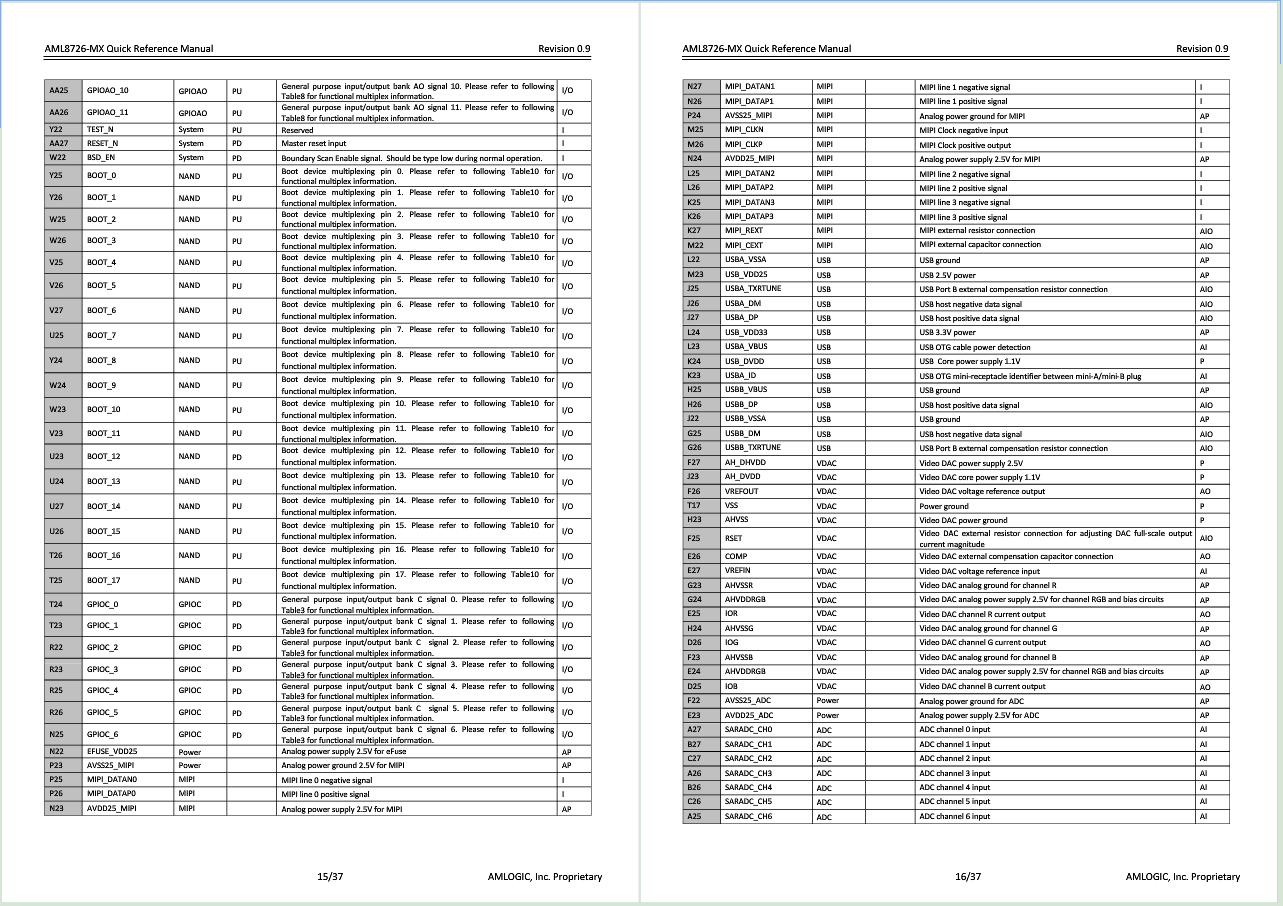 AML8726-MX Quick Reference Manual Revision 0.9
AA25 GPIOAO_10 GPIOAO PU General purpose input/output bank AO signal 10. Please refer to following I/O
Table8 for functional multiplex information.
AA26 GPIOAO_11 GPIOAO PU General purpose input/output bank AO signal 11. Please refer to following I/O
Table8 for functional multiplex information.
Y22 TEST_N System PU Reserved I
AA27 RESET_N System PD Master reset input I
W22 BSD_EN System PD Boundary Scan Enable signal. Should be type low during normal operation. I
Y25 BOOT_0 NAND PU Boot device multiplexing pin 0. Please refer to following Table10 for I/O
functional multiplex information.
Y26 BOOT_1 NAND PU Boot device multiplexing pin 1. Please refer to following Table10 for I/O
functional multiplex information.
W25 BOOT_2 NAND PU Boot device multiplexing pin 2. Please refer to following Table10 for I/O
functional multiplex information.
W26 BOOT_3 NAND PU Boot device multiplexing pin 3. Please refer to following Table10 for I/O
functional multiplex information.
V25 BOOT_4 NAND PU Boot device multiplexing pin 4. Please refer to following Table10 for I/O
functional multiplex information.
V26 BOOT_5 NAND PU Boot device multiplexing pin 5. Please refer to following Table10 for I/O
functional multiplex information.
V27 BOOT_6 NAND PU Boot device multiplexing pin 6. Please refer to following Table10 for I/O
functional multiplex information.
U25 BOOT_7 NAND PU Boot device multiplexing pin 7. Please refer to following Table10 for I/O
functional multiplex information.
Y24 BOOT_8 NAND PU Boot device multiplexing pin 8. Please refer to following Table10 for I/O
functional multiplex information.
W24 BOOT_9 NAND PU Boot device multiplexing pin 9. Please refer to following Table10 for I/O
functional multiplex information.
W23 BOOT_10 NAND PU Boot device multiplexing pin 10. Please refer to following Table10 for I/O
functional multiplex information.
V23 BOOT_11 NAND PU Boot device multiplexing pin 11. Please refer to following Table10 for I/O
functional multiplex information.
U23 BOOT_12 NAND PD Boot device multiplexing pin 12. Please refer to following Table10 for I/O
functional multiplex information.
U24 BOOT_13 NAND PU Boot device multiplexing pin 13. Please refer to following Table10 for I/O
functional multiplex information.
U27 BOOT_14 NAND PU Boot device multiplexing pin 14. Please refer to following Table10 for I/O
functional multiplex information.
U26 BOOT_15 NAND PU Boot device multiplexing pin 15. Please refer to following Table10 for I/O
functional multiplex information.
T26 BOOT_16 NAND PU Boot device multiplexing pin 16. Please refer to following Table10 for I/O
functional multiplex information.
T25 BOOT_17 NAND PU Boot device multiplexing pin 17. Please refer to following Table10 for I/O
functional multiplex information.
T24 GPIOC_0 GPIOC PD General purpose input/output bank C signal 0. Please refer to following I/O
Table3 for functional multiplex information.
T23 GPIOC_1 GPIOC PD General purpose input/output bank C signal 1. Please refer to following I/O
Table3 for functional multiplex information.
R22 GPIOC_2 GPIOC PD General purpose input/output bank C signal 2. Please refer to following I/O
Table3 for functional multiplex information.
R23 GPIOC_3 GPIOC PD General purpose input/output bank C signal 3. Please refer to following I/O
Table3 for functional multiplex information.
R25 GPIOC_4 GPIOC PD General purpose input/output bank C signal 4. Please refer to following I/O
Table3 for functional multiplex information.
R26 GPIOC_5 GPIOC PD General purpose input/output bank C signal 5. Please refer to following I/O
Table3 for functional multiplex information.
N25 GPIOC_6 GPIOC PD General purpose input/output bank C signal 6. Please refer to following I/O
Table3 for functional multiplex information.
N22 EFUSE_VDD25 Power Analog power supply 2.5V for eFuse AP
P23 AVSS25_MIPI Power Analog power ground 2.5V for MIPI AP
P25 MIPI_DATAN0 MIPI MIPI line 0 negative signal I
P26 MIPI_DATAP0 MIPI MIPI line 0 positive signal I
N23 AVDD25_MIPI MIPI Analog power supply 2.5V for MIPI AP
15/37 AMLOGIC, Inc. Proprietary
AML8726-MX Quick Reference Manual Revision 0.9
N27 MIPI_DATAN1 MIPI MIPI line 1 negative signal I
N26 MIPI_DATAP1 MIPI MIPI line 1 positive signal I
P24 AVSS25_MIPI MIPI Analog power ground for MIPI AP
M25 MIPI_CLKN MIPI MIPI Clock negative input I
M26 MIPI_CLKP MIPI MIPI Clock positive output I
N24 AVDD25_MIPI MIPI Analog power supply 2.5V for MIPI AP
L25 MIPI_DATAN2 MIPI MIPI line 2 negative signal I
L26 MIPI_DATAP2 MIPI MIPI line 2 positive signal I
K25 MIPI_DATAN3 MIPI MIPI line 3 negative signal I
K26 MIPI_DATAP3 MIPI MIPI line 3 positive signal I
K27 MIPI_REXT MIPI MIPI external resistor connection AIO
M22 MIPI_CEXT MIPI MIPI external capacitor connection AIO
L22 USBA_VSSA USB USB ground AP
M23 USB_VDD25 USB USB 2.5V power AP
J25 USBA_TXRTUNE USB USB Port B external compensation resistor connection AIO
J26 USBA_DM USB USB host negative data signal AIO
J27 USBA_DP USB USB host positive data signal AIO
L24 USB_VDD33 USB USB 3.3V power AP
L23 USBA_VBUS USB USB OTG cable power detection AI
K24 USB_DVDD USB USB Core power supply 1.1V P
K23 USBA_ID USB USB OTG mini-receptacle identifier between mini-A/mini-B plug AI
H25 USBB_VBUS USB USB ground AP
H26 USBB_DP USB USB host positive data signal AIO
J22 USBB_VSSA USB USB ground AP
G25 USBB_DM USB USB host negative data signal AIO
G26 USBB_TXRTUNE USB USB Port B external compensation resistor connection AIO
F27 AH_DHVDD VDAC Video DAC power supply 2.5V P
J23 AH_DVDD VDAC Video DAC core power supply 1.1V P
F26 VREFOUT VDAC Video DAC voltage reference output AO
T17 VSS VDAC Power ground P
H23 AHVSS VDAC Video DAC power ground P
F25 RSET VDAC Video DAC external resistor connection for adjusting DAC full-scale output AIO
current magnitude
E26 COMP VDAC Video DAC external compensation capacitor connection AO
E27 VREFIN VDAC Video DAC voltage reference input AI
G23 AHVSSR VDAC Video DAC analog ground for channel R AP
G24 AHVDDRGB VDAC Video DAC analog power supply 2.5V for channel RGB and bias circuits AP
E25 IOR VDAC Video DAC channel R current output AO
H24 AHVSSG VDAC Video DAC analog ground for channel G AP
D26 IOG VDAC Video DAC channel G current output AO
F23 AHVSSB VDAC Video DAC analog ground for channel B AP
E24 AHVDDRGB VDAC Video DAC analog power supply 2.5V for channel RGB and bias circuits AP
D25 IOB VDAC Video DAC channel B current output AO
F22 AVSS25_ADC Power Analog power ground for ADC AP
E23 AVDD25_ADC Power Analog power supply 2.5V for ADC AP
A27 SARADC_CH0 ADC ADC channel 0 input AI
B27 SARADC_CH1 ADC ADC channel 1 input AI
C27 SARADC_CH2 ADC ADC channel 2 input AI
A26 SARADC_CH3 ADC ADC channel 3 input AI
B26 SARADC_CH4 ADC ADC channel 4 input AI
C26 SARADC_CH5 ADC ADC channel 5 input AI
A25 SARADC_CH6 ADC ADC channel 6 input AI
16/37 AMLOGIC, Inc. Proprietary